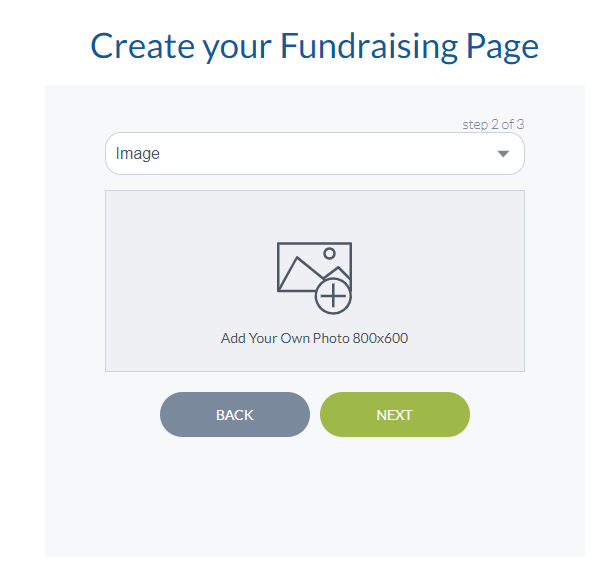 Create your Fundraising Page
step 2 of 3
Image
Add Your Own Photo 800x600
BACK NEXT